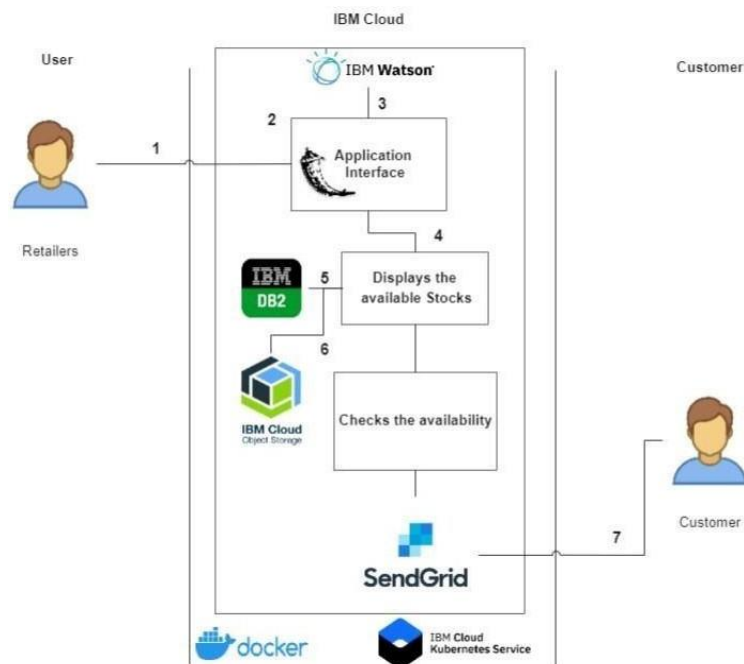 IBM Cloud
User
Customer
IBM Watson
3
2
1
Application
Interface
Retailers
4
IBM
DB2
5
Displays the
available Stocks
6
IBM Cloud
Object Storage
Checks the availability
7
Customer
SendGrid
docker
IBM Cloud
Kubernetes Service